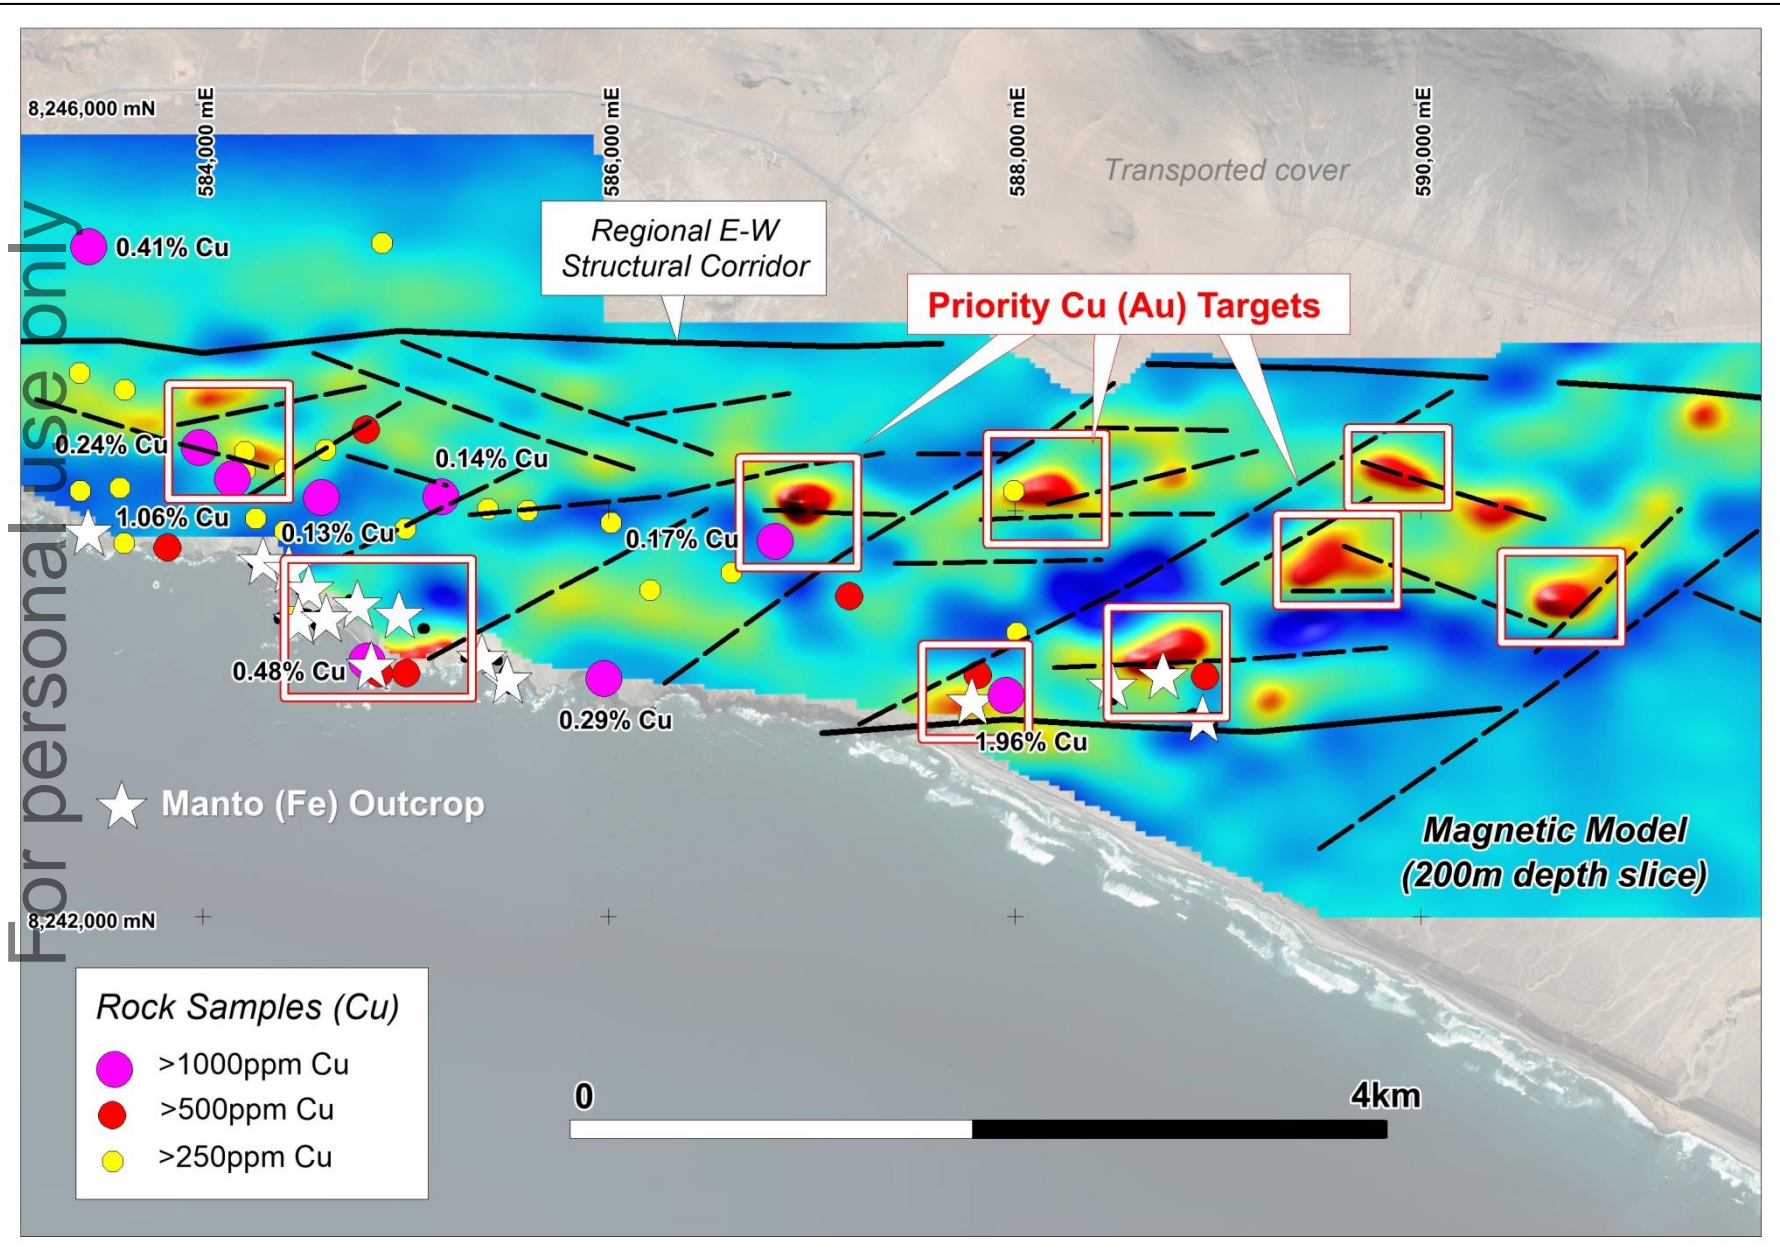 8,246,000 mN
584,000 mE
586,000 mE
588,000 mE
590,000 mE
Transported cover
For personal use only
0.41% Cu
Regional E-W
Structural Corridor
Priority Cu (Au) Targets
0.24% Cu
0.14% Cu
1.06% Cu
0.13% Cu
0.17% Cu
0.48% Cu
0.29% Cu
1.96% Cu
Manto (Fe) Outcrop
Magnetic Model
(200m depth slice)
8,242,000 mN
Rock Samples (Cu)
>1000ppm Cu
>500ppm Cu
>250ppm Cu
0
4km